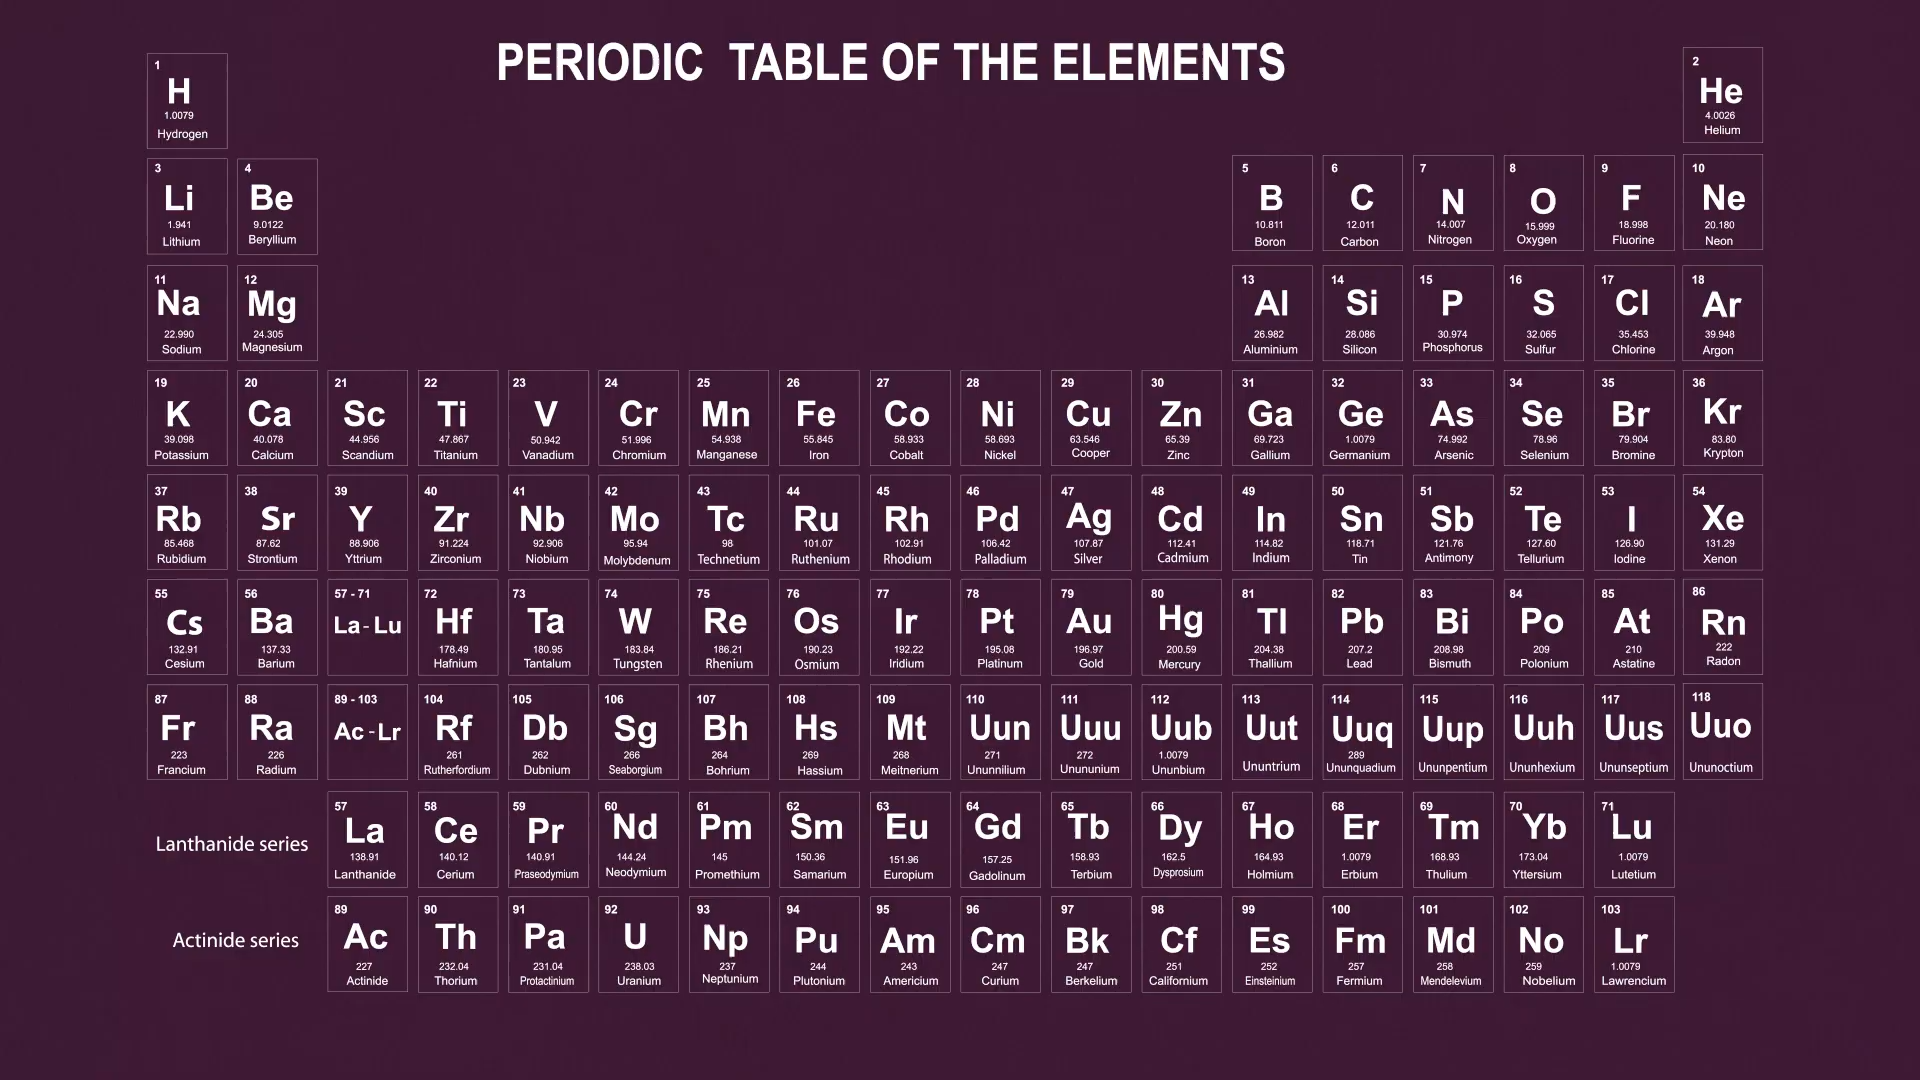 PERIODIC TABLE OF THE ELEMENTS
1
H
1.0079
Hydrogen
2
He
4.0026
Helium
3
Li
1.941
Lithium
4
Be
9.0122
Beryllium
5
B
10.811
Boron
6
C
12.011
Carbon
7
N
14.007
Nitrogen
8
O
15.999
Oxygen
9
F
18.998
Fluorine
10
Ne
20.180
Neon
11
Na
22.990
Sodium
12
Mg
24.305
Magnesium
13
Al
26.982
Aluminium
14
Si
28.086
Silicon
15
P
30.974
Phosphorus
16
S
32.065
Sulfur
17
Cl
35.453
Chlorine
18
Ar
39.948
Argon
19
K
39.098
Potassium
20
Ca
40.078
Calcium
21
Sc
44.956
Scandium
22
Ti
47.867
Titanium
23
V
50.942
Vanadium
24
Cr
51.996
Chromium
25
Mn
54.938
Manganese
26
Fe
55.845
Iron
27
Co
58.933
Cobalt
28
Ni
58.693
Nickel
29
Cu
63.546
Cooper
30
Zn
65.39
Zinc
31
Ga
69.723
Gallium
32
Ge
1.0079
Germanium
33
As
74.992
Arsenic
34
Se
78.96
Selenium
35
Br
79.904
Bromine
36
Kr
83.80
Krypton
37
Rb
85.468
Rubidium
38
Sr
87.62
Strontium
39
Y
88.906
Yttrium
40
Zr
91.224
Zirconium
41
Nb
92.906
Niobium
42
Mo
95.94
Molybdenum
43
Tc
98
Technetium
44
Ru
101.07
Ruthenium
45
Rh
102.91
Rhodium
46
Pd
106.42
Palladium
47
Ag
107.87
Silver
48
Cd
112.41
Cadmium
49
In
114.82
Indium
50
Sn
118.71
Tin
51
Sb
121.76
Antimony
52
Te
127.60
Tellurium
53
I
126.90
Iodine
54
Xe
131.29
Xenon
55
Cs
132.91
Cesium
56
Ba
137.33
Barium
57 - 71
La - Lu
72
Hf
178.49
Hafnium
73
Ta
180.95
Tantalum
74
W
183.84
Tungsten
75
Re
186.21
Rhenium
76
Os
190.23
Osmium
77
Ir
192.22
Iridium
78
Pt
195.08
Platinum
79
Au
196.97
Gold
80
Hg
200.59
Mercury
81
Tl
204.38
Thallium
82
Pb
207.2
Lead
83
Bi
208.98
Bismuth
84
Po
209
Polonium
85
At
210
Astatine
86
Rn
222
Radon
87
Fr
223
Francium
88
Ra
226
Radium
89 - 103
Ac - Lr
104
Rf
261
Rutherfordium
105
Db
262
Dubnium
106
Sg
266
Seaborgium
107
Bh
264
Bohrium
108
Hs
269
Hassium
109
Mt
268
Meitnerium
110
Uun
271
Ununnilium
111
Uuu
272
Unununium
112
Uub
1.0079
Ununbium
113
Uut
Ununtrium
114
Uuq
289
Ununquadium
115
Uup
Ununpentium
116
Uuh
Ununhexium
117
Uus
Ununseptium
118
Uuo
Ununoctium
Lanthanide series
57
La
138.91
Lanthanide
58
Ce
140.12
Cerium
59
Pr
140.91
Praseodymium
60
Nd
144.24
Neodymium
61
Pm
145
Promethium
62
Sm
150.36
Samarium
63
Eu
151.96
Europium
64
Gd
157.25
Gadolinum
65
Tb
158.93
Terbium
66
Dy
162.5
Dysprosium
67
Ho
164.93
Holmium
68
Er
1.0079
Erbium
69
Tm
168.93
Thulium
70
Yb
173.04
Yttersium
71
Lu
1.0079
Lutetium
Actinide series
89
Ac
227
Actinide
90
Th
232.04
Thorium
91
Pa
231.04
Protactinium
92
U
238.03
Uranium
93
Np
237
Neptunium
94
Pu
244
Plutonium
95
Am
243
Americium
96
Cm
247
Curium
97
Bk
247
Berkelium
98
Cf
251
Californium
99
Es
252
Einsteinium
100
Fm
257
Fermium
101
Md
258
Mendelevium
102
No
259
Nobelium
103
Lr
1.0079
Lawrencium